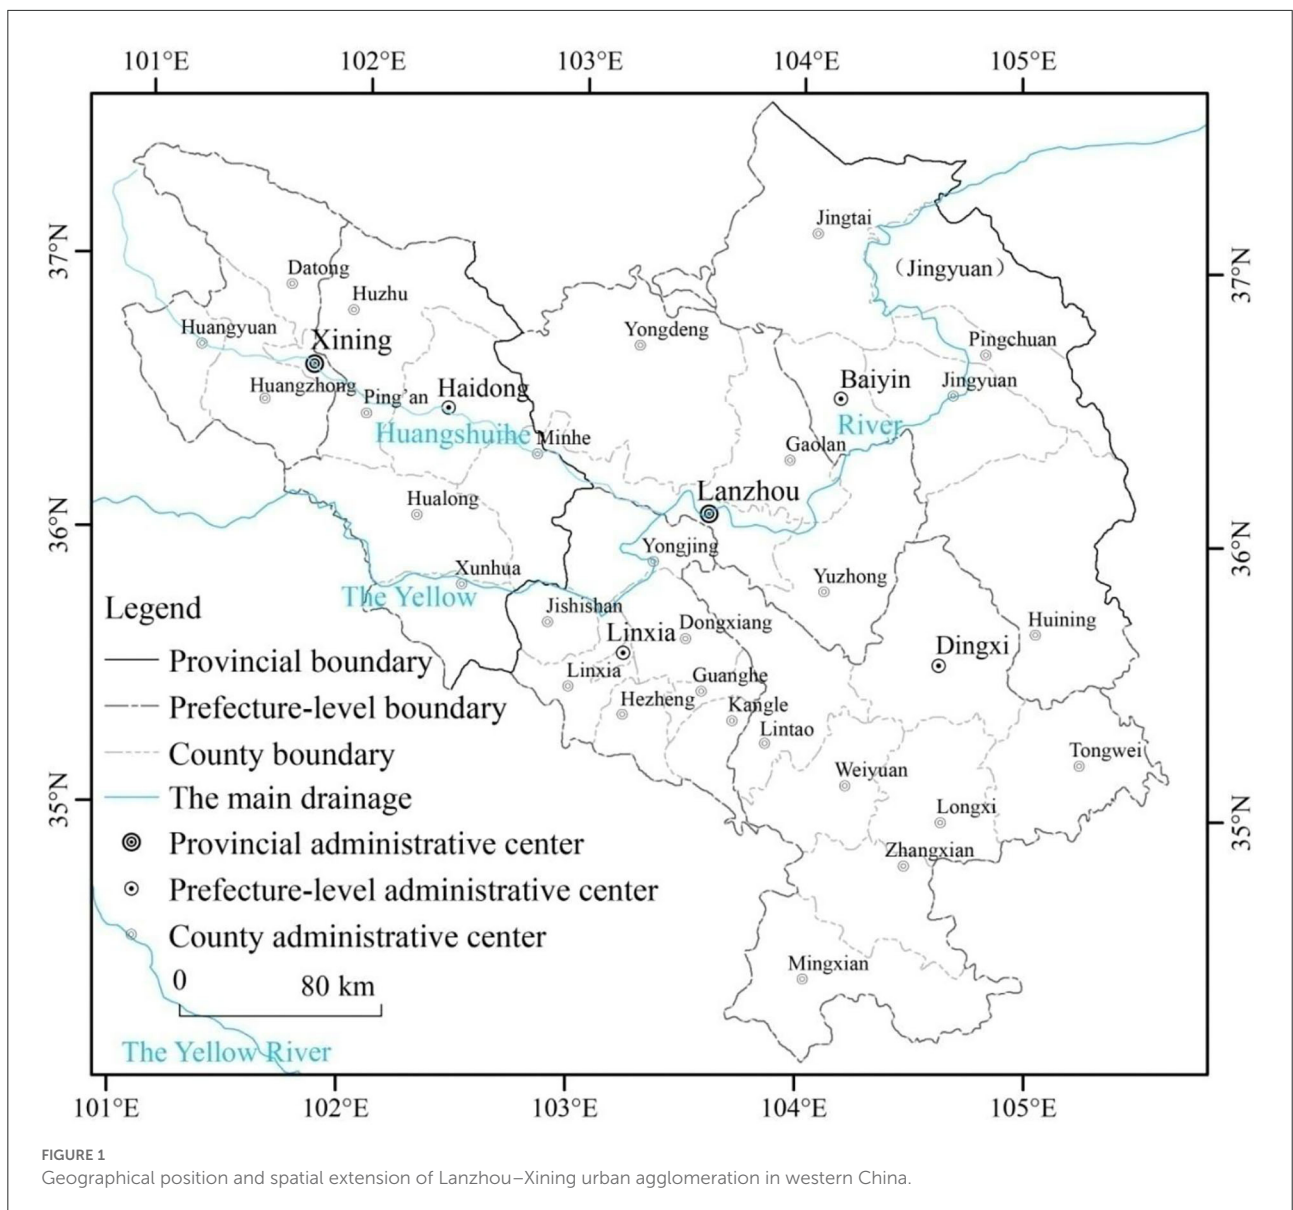 101°E 102°E 103°E 104°E 105°E
37°N
36°N
35°N
37°N
36°N
35°N
Jingtai
（Jingyuan）
Datong
Huzhu
Huangyuan
Xining
Yongdeng
Pingchuan
Huangzhong
Ping'an
Haidong
Baiyin
Jingyuan
Huangshuihe
Minhe
River
Gaolan
Hualong
Lanzhou
Yongjing
Xunhua
Yuzhong
The Yellow
Jishishan
Linxia
Dongxiang
Huining
Dingxi
Linxia
Guanghe
Hezheng
Kangle
Lintao
Tongwei
Weiyuan
Longxi
Zhangxian
Mingxian
Legend
Provincial boundary
Prefecture-level boundary
County boundary
The main drainage
Provincial administrative center
Prefecture-level administrative center
County administrative center
0 80 km
The Yellow River
101°E 102°E 103°E 104°E 105°E
FIGURE 1
Geographical position and spatial extension of Lanzhou–Xining urban agglomeration in western China.